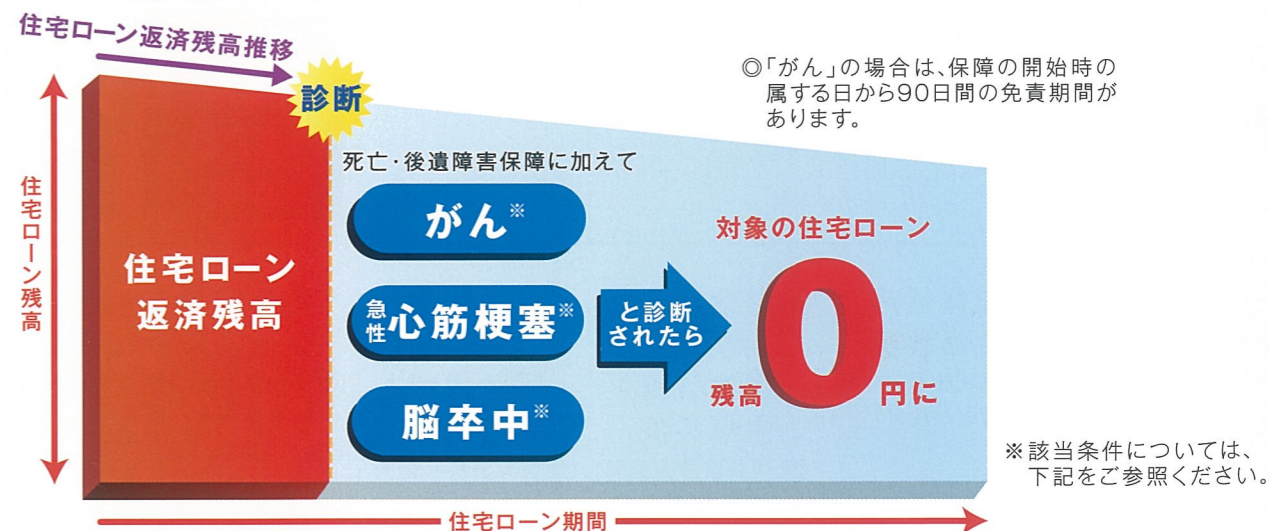 住宅ローン返済残高推移
診断
◎「がん」の場合は、保障の開始時の
属する日から90日間の免責期間が
あります。
住宅ローン残高
住宅ローン
返済残高
死亡・後遺障害保障に加えて
がん※
急性心筋梗塞※
脳卒中※
と診断
されたら
対象の住宅ローン
残高0円に
※該当条件については、
下記をご参照ください。
住宅ローン期間